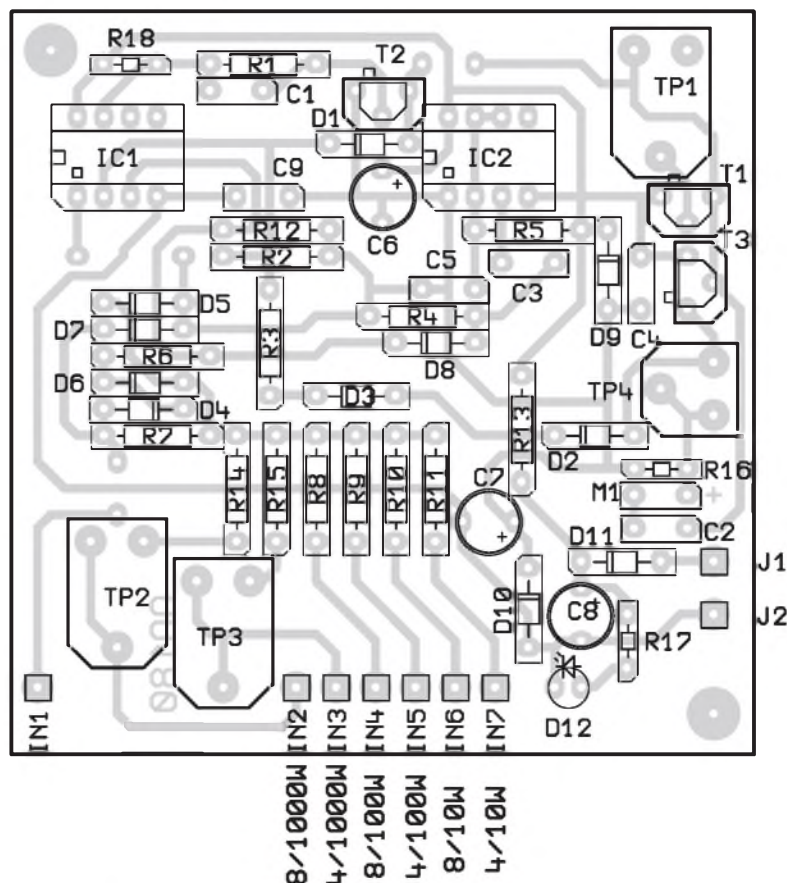 R18
R1
T2
TP1
C1
D1
IC1
IC2
C9
T1
R12
C6
R5
T3
R2
C5
C3
D5
D7
R4
D9
C4
R6
R3
D8
D6
D3
TP4
D4
R7
R13
D2
R14
R15
R8
R9
R10
R11
C7
R16
M1
+
C2
D11
J1
TP2
TP3
D10
C8
J2
R17
D12
IN1
IN2
IN3
IN4
IN5
IN6
IN7
8/1000W
4/1000W
8/100W
4/100W
8/10W
4/10W